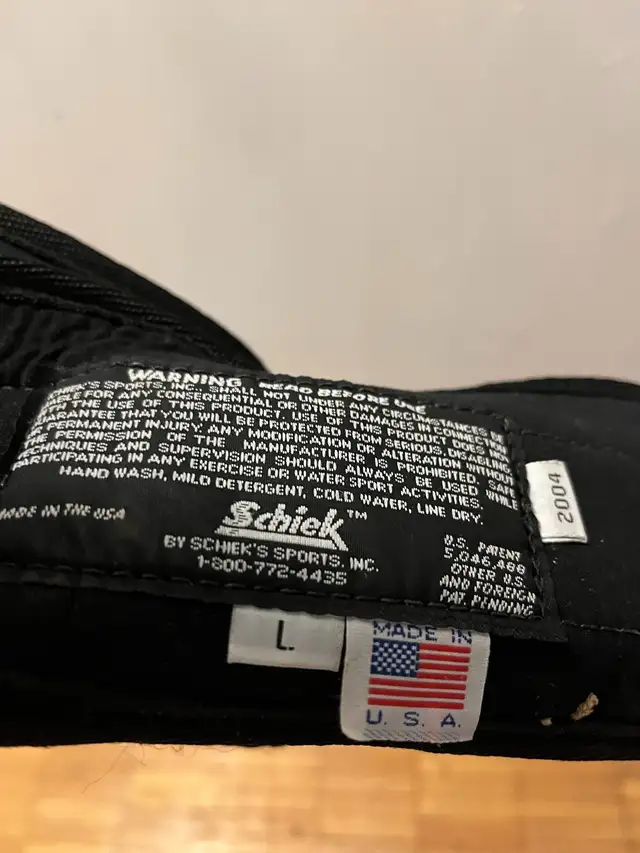 WARNING READ BEFORE USE
SCHIEK'S SPORTS INC. SHALL NOT UNDER ANY CIRCUMSTANCES BE
LIABLE FOR ANY CONSEQUENTIAL OR OTHER DAMAGES IN CONNECTION
WITH THE USE OF THIS PRODUCT. USE OF THIS PRODUCT DOES NOT
GUARANTEE THAT YOU WILL BE PROTECTED FROM SERIOUS, DISABLING
OR PERMANENT INJURY. ANY MODIFICATION OR ALTERATION WITHOUT
THE PERMISSION OF THE MANUFACTURER IS PROHIBITED. SAFE
TECHNIQUES AND SUPERVISION SHOULD ALWAYS BE USED WHILE
PARTICIPATING IN ANY EXERCISE OR WATER SPORT ACTIVITIES.
HAND WASH, MILD DETERGENT, COLD WATER, LINE DRY.
MADE IN THE USA
Schiek™
BY SCHIEK'S SPORTS, INC.
1-800-772-4435
U.S. PATENT
5,046,488
OTHER U.S.
AND FOREIGN
PAT PENDING
2004
L
MADE IN
U. S. A.